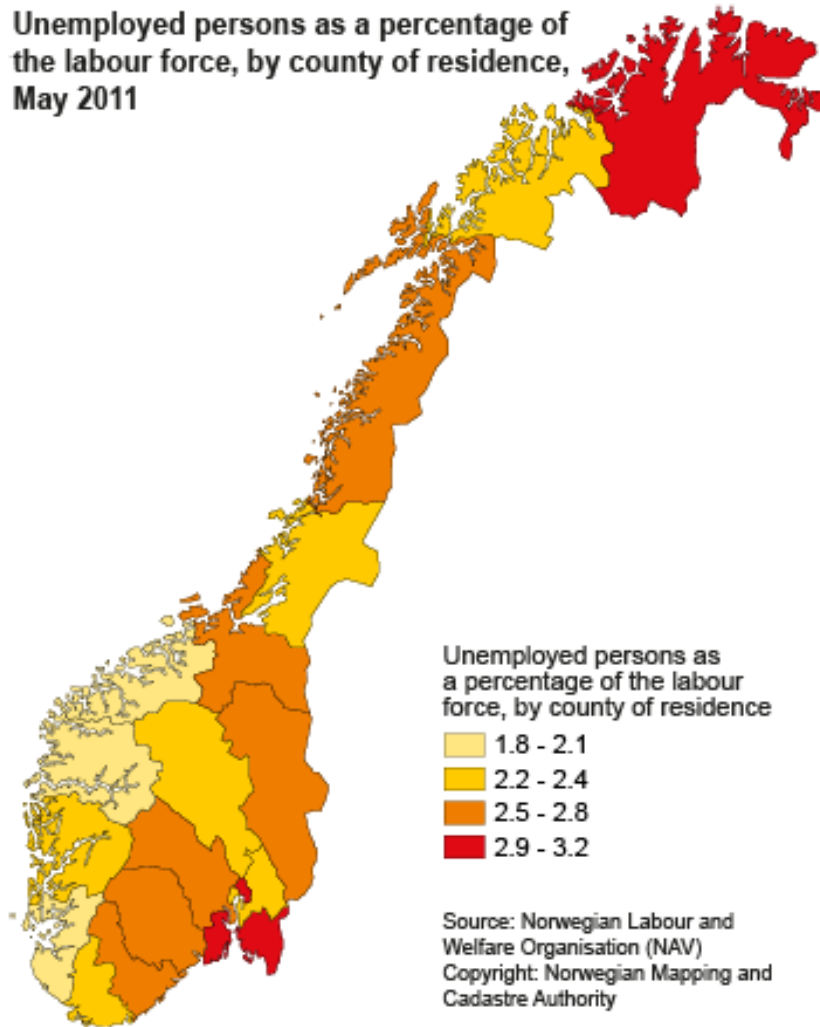 Unemployed persons as a percentage of
the labour force, by county of residence,
May 2011
Unemployed persons as
a percentage of the labour
force, by county of residence
1.8 - 2.1
2.2 - 2.4
2.5 - 2.8
2.9 - 3.2
Source: Norwegian Labour and
Welfare Organisation (NAV)
Copyright: Norwegian Mapping and
Cadastre Authority